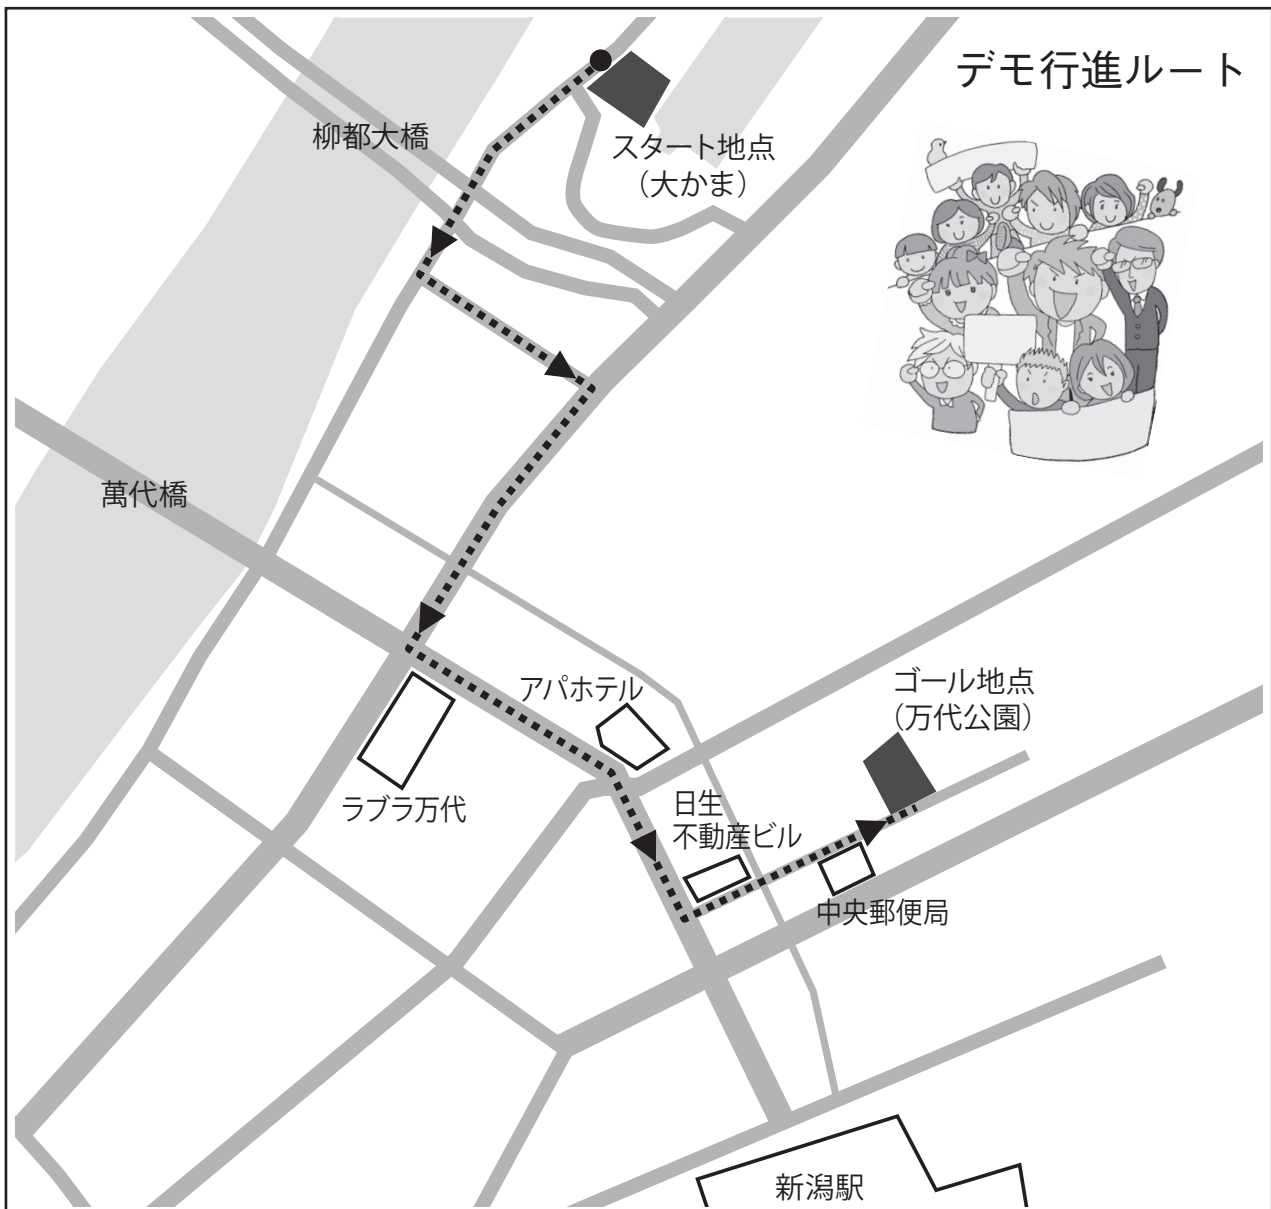 デモ行進ルート
柳都大橋
スタート地点
（大かま）
萬代橋
アパホテル
ゴール地点
（万代公園）
ラブラ万代
日生
不動産ビル
中央郵便局
新潟駅